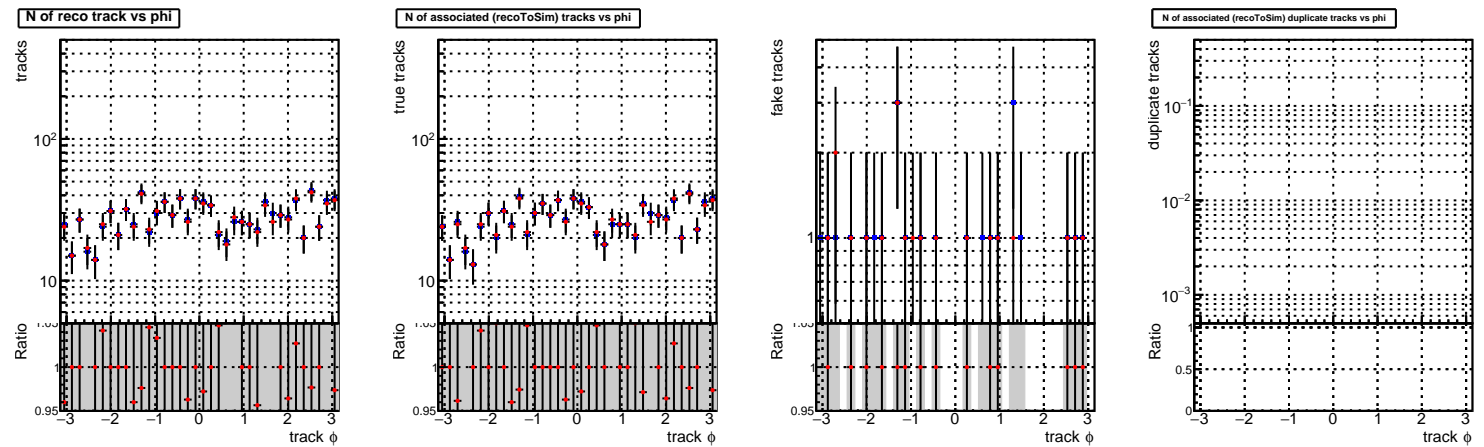 N of reco track vs phi
tracks
10²
10
Ratio
1.05
1
0.95
−3 −2 −1 0 1 2 3
track ϕ
N of associated (recoToSim) tracks vs phi
true tracks
10²
10
Ratio
1.05
1
0.95
−3 −2 −1 0 1 2 3
track ϕ
fake tracks
1
Ratio
1.05
1
0.95
−3 −2 −1 0 1 2 3
track ϕ
N of associated (recoToSim) duplicate tracks vs phi
duplicate tracks
10⁻¹
10⁻²
10⁻³
Ratio
1
0.5
0
−3 −2 −1 0 1 2 3
track ϕ